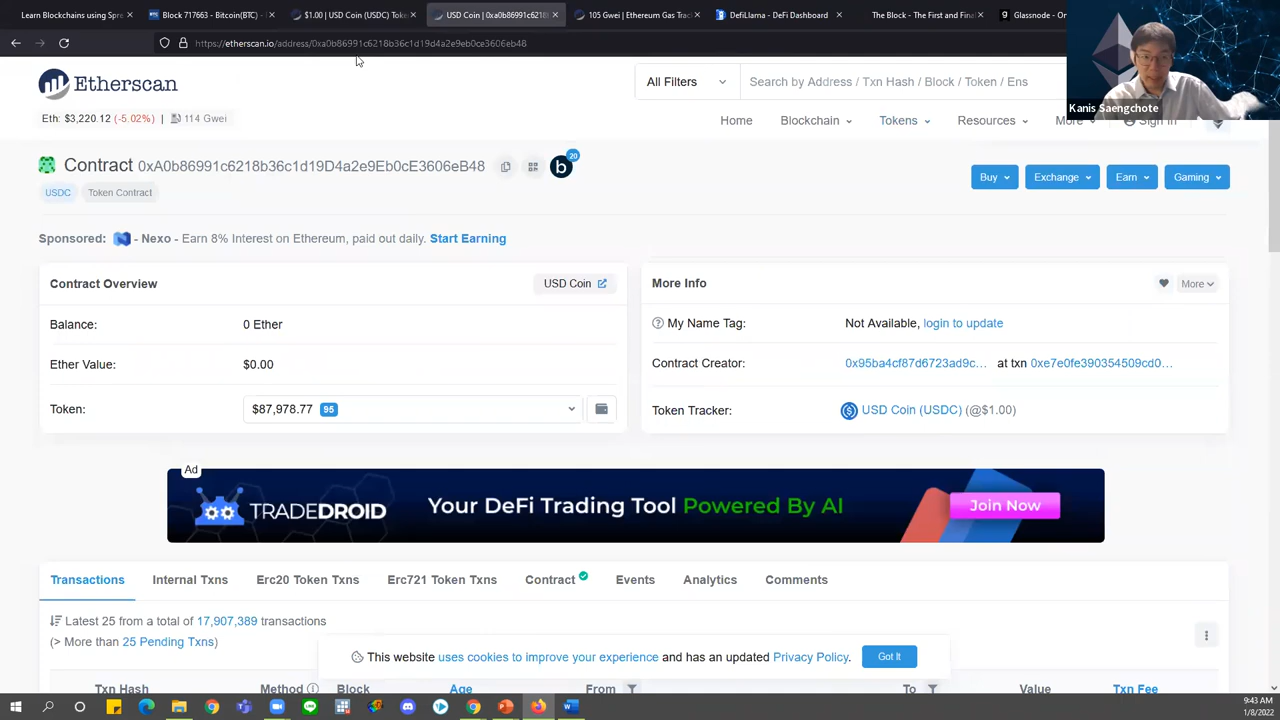 Learn Blockchains using Spre
Block 717663 - Bitcoin(BTC) - 
$1.00 | USD Coin (USDC) Token
USD Coin | 0xa0b86991c6218
105 Gwei | Ethereum Gas Trac
DefiLlama - DeFi Dashboard
The Block - The First and Final
Glassnode - On
https://etherscan.io/address/0xa0b86991c6218b36c1d19d4a2e9eb0ce3606eb48
Kanis Saengchote
Etherscan
All Filters
Search by Address / Txn Hash / Block / Token / Ens
Eth: $3,220.12 (-5.02%) | 114 Gwei
Home
Blockchain
Tokens
Resources
More
Sign In
Contract 0xA0b86991c6218b36c1d19D4a2e9Eb0cE3606eB48
b
20
USDC
Token Contract
Buy
Exchange
Earn
Gaming
Sponsored: - Nexo - Earn 8% Interest on Ethereum, paid out daily. Start Earning
Contract Overview
USD Coin
Balance: 0 Ether
Ether Value: $0.00
Token: $87,978.77 95
More Info
More
My Name Tag: Not Available, login to update
Contract Creator: 0x95ba4cf87d6723ad9c... at txn 0xe7e0fe390354509cd0...
Token Tracker: USD Coin (USDC) (@$1.00)
Ad
TRADEDROID
Your DeFi Trading Tool Powered By AI
Join Now
Transactions
Internal Txns
Erc20 Token Txns
Erc721 Token Txns
Contract
Events
Analytics
Comments
Latest 25 from a total of 17,907,389 transactions
(> More than 25 Pending Txns)
This website uses cookies to improve your experience and has an updated Privacy Policy.
Got It
Txn Hash
Method
Block
Age
From
To
Value
Txn Fee
9:43 AM
1/8/2022